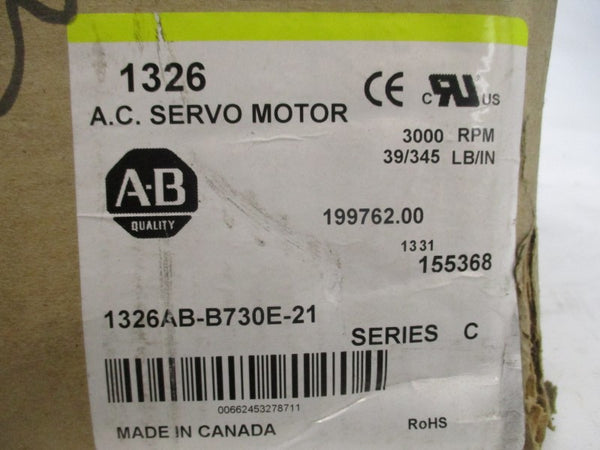 1326
A.C. SERVO MOTOR
CE c RU US
3000 RPM
39/345 LB/IN
A-B
QUALITY
199762.00
1331
155368
1326AB-B730E-21
SERIES C
00662453278711
MADE IN CANADA
RoHS